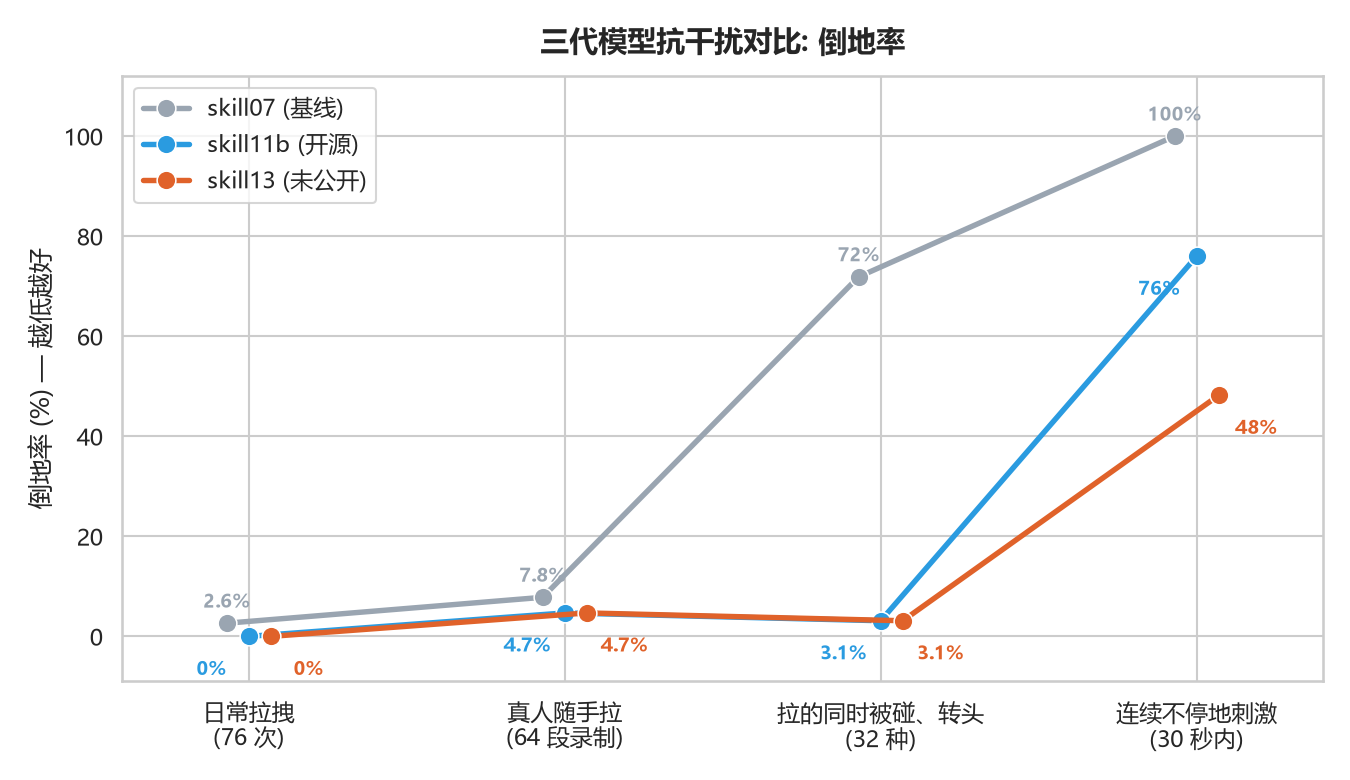 三代模型抗干扰对比: 倒地率
skill07 (基线)
skill11b (开源)
skill13 (未公开)
倒地率 (%) — 越低越好
100
80
60
40
20
0
2.6%
7.8%
72%
100%
0%
4.7%
3.1%
76%
0%
4.7%
3.1%
48%
日常拉拽
(76 次)
真人随手拉
(64 段录制)
拉的同时被碰、转头
(32 种)
连续不停地刺激
(30 秒内)